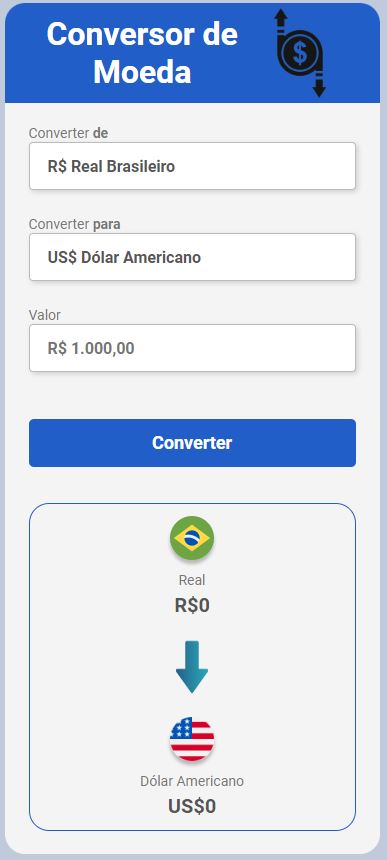 Conversor de
Moeda
$
Converter de
R$ Real Brasileiro
Converter para
US$ Dólar Americano
Valor
R$ 1.000,00
Converter
Real
R$0
Dólar Americano
US$0